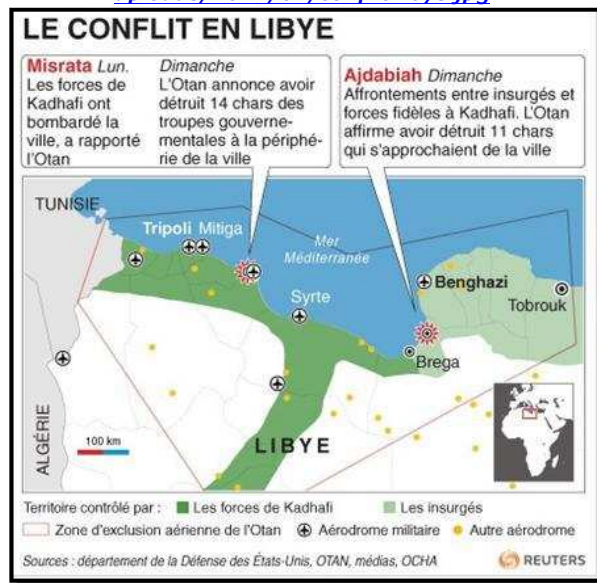 LE CONFLIT EN LIBYE
Misrata Lun.
Les forces de
Kadhafi ont
bombardé la
ville, a rapporté
l'Otan
Dimanche
L'Otan annonce avoir
détruit 14 chars des
troupes gouverne-
mentales à la périphé-
rie de la ville
Ajdabiah Dimanche
Affrontements entre insurgés et
forces fidèles à Kadhafi. L'Otan
affirme avoir détruit 11 chars
qui s'approchaient de la ville
TUNISIE
Tripoli Mitiga
Mer
Méditerranée
Syrte
Benghazi
Tobrouk
Brega
ALGÉRIE
100 km
LIBYE
Territoire contrôlé par : Les forces de Kadhafi Les insurgés
Zone d'exclusion aérienne de l'Otan Aérodrome militaire Autre aérodrome
Sources : département de la Défense des États-Unis, OTAN, médias, OCHA
REUTERS